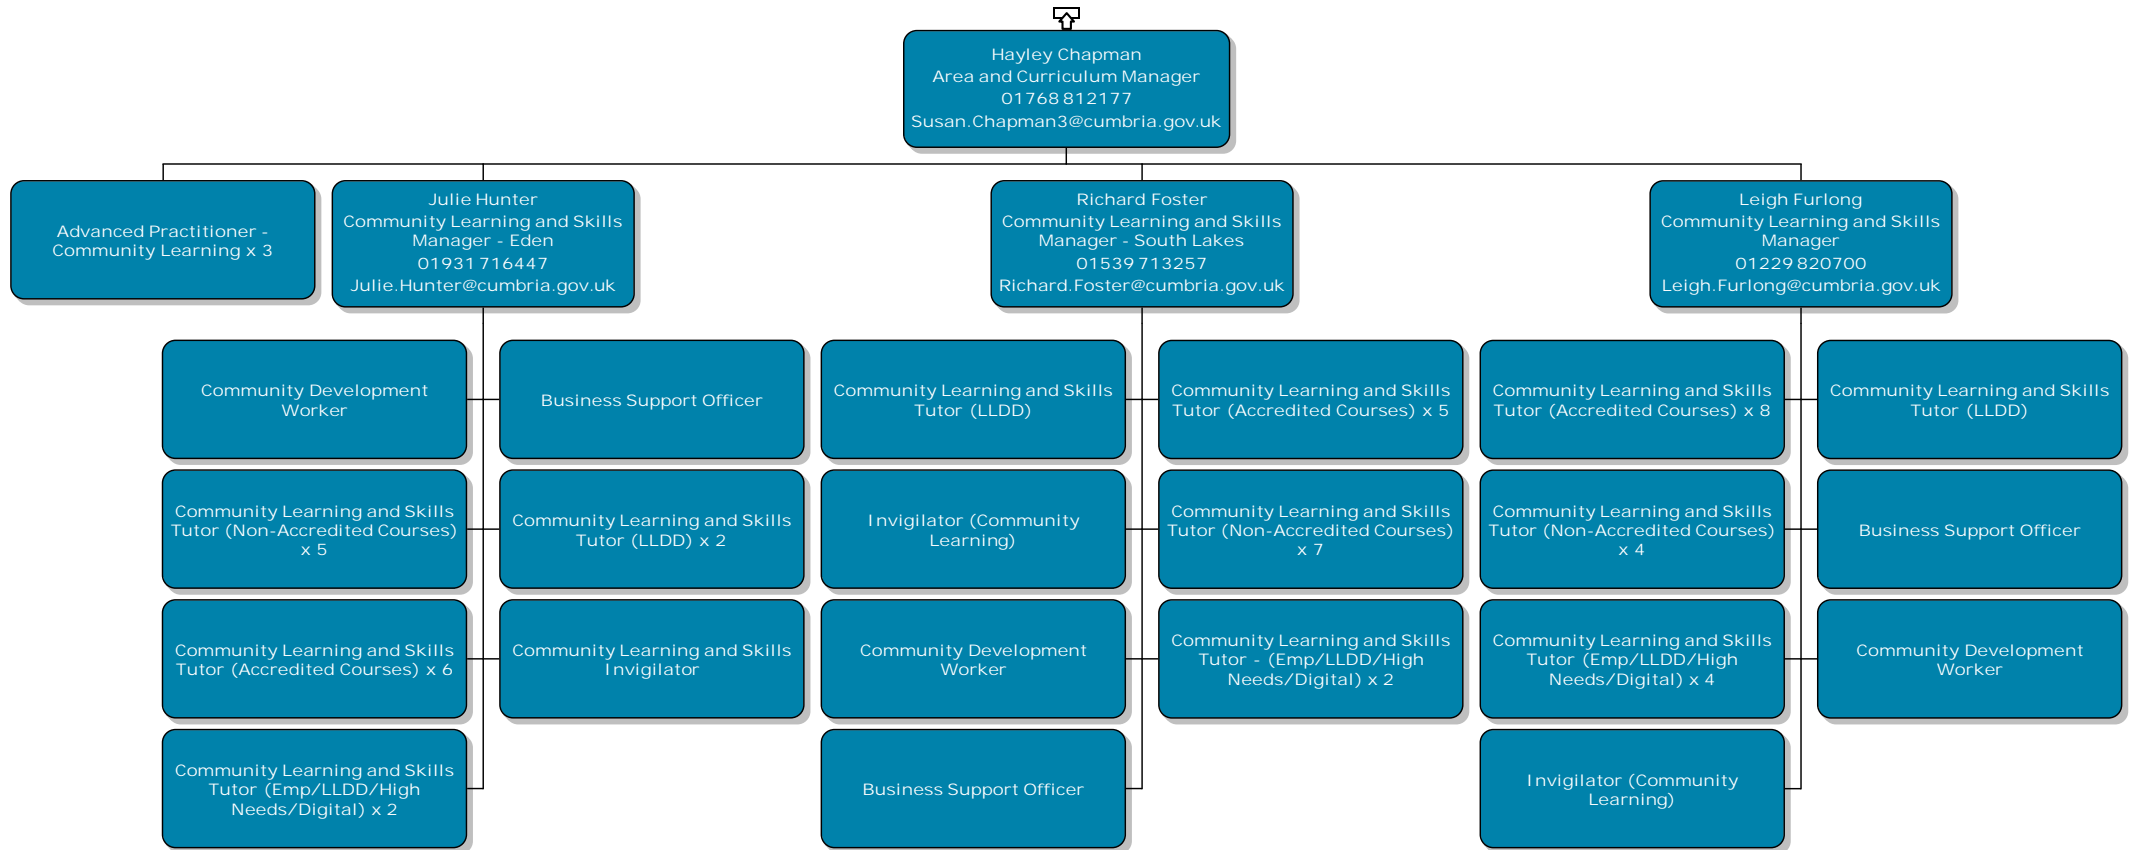 Hayley Chapman
Area and Curriculum Manager
01768 812177
Susan.Chapman3@cumbria.gov.uk
Advanced Practitioner -
Community Learning x 3
Julie Hunter
Community Learning and Skills
Manager - Eden
01931 716447
Julie.Hunter@cumbria.gov.uk
Richard Foster
Community Learning and Skills
Manager - South Lakes
01539 713257
Richard.Foster@cumbria.gov.uk
Leigh Furlong
Community Learning and Skills
Manager
01229 820700
Leigh.Furlong@cumbria.gov.uk
Community Development
Worker
Business Support Officer
Community Learning and Skills
Tutor (Non-Accredited Courses)
x 5
Community Learning and Skills
Tutor (LLDD) x 2
Community Learning and Skills
Tutor (Accredited Courses) x 6
Community Learning and Skills
Invigilator
Community Learning and Skills
Tutor (Emp/LLDD/High
Needs/Digital) x 2
Community Learning and Skills
Tutor (LLDD)
Community Learning and Skills
Tutor (Accredited Courses) x 5
Invigilator (Community
Learning)
Community Learning and Skills
Tutor (Non-Accredited Courses)
x 7
Community Development
Worker
Community Learning and Skills
Tutor - (Emp/LLDD/High
Needs/Digital) x 2
Business Support Officer
Community Learning and Skills
Tutor (Accredited Courses) x 8
Community Learning and Skills
Tutor (LLDD)
Community Learning and Skills
Tutor (Non-Accredited Courses)
x 4
Business Support Officer
Community Learning and Skills
Tutor (Emp/LLDD/High
Needs/Digital) x 4
Community Development
Worker
Invigilator (Community
Learning)